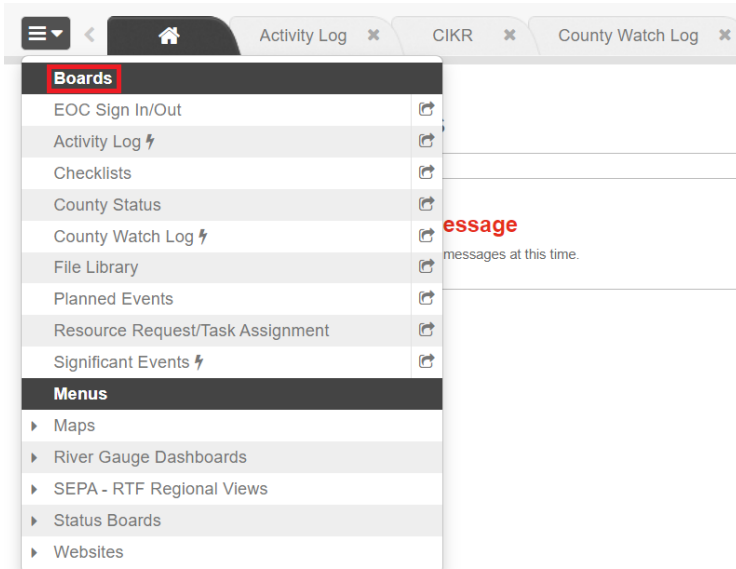 Activity Log
CIKR
County Watch Log
Boards
EOC Sign In/Out
Activity Log
Checklists
County Status
County Watch Log
essage
File Library
messages at this time.
Planned Events
Resource Request/Task Assignment
Significant Events
Menus
Maps
River Gauge Dashboards
SEPA - RTF Regional Views
Status Boards
Websites